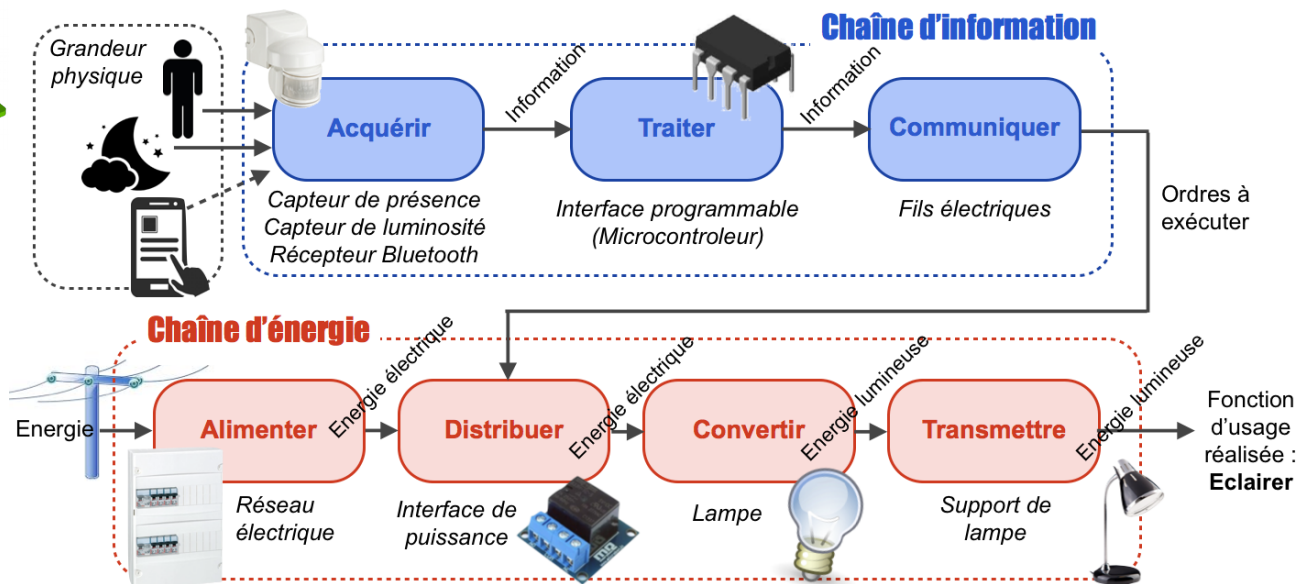 Chaîne d'information
Grandeur
physique
Acquérir
Information
Traiter
Information
Communiquer
Capteur de présence
Capteur de luminosité
Récepteur Bluetooth
Interface programmable
(Microcontroleur)
Fils électriques
Ordres à
exécuter
Chaîne d'énergie
Energie
Alimenter
Energie électrique
Distribuer
Energie électrique
Convertir
Energie lumineuse
Transmettre
Energie lumineuse
Fonction
d'usage
réalisée :
Eclairer
Réseau
électrique
Interface de
puissance
Lampe
Support de
lampe